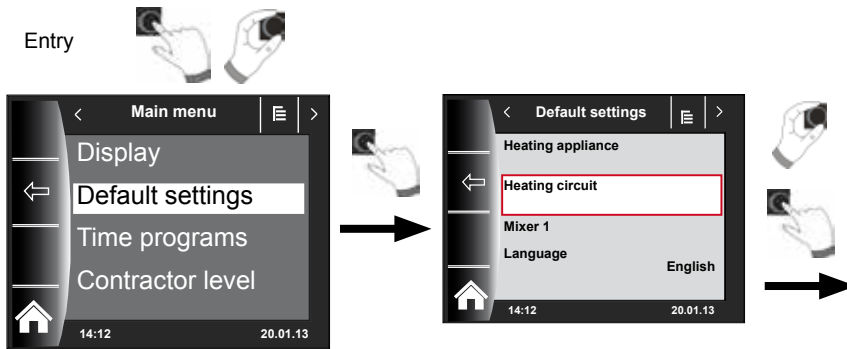 Entry
Main menu
Display
Default settings
Time programs
Contractor level
14:12 20.01.13
Default settings
Heating appliance
Heating circuit
Mixer 1
Language
English
14:12 20.01.13